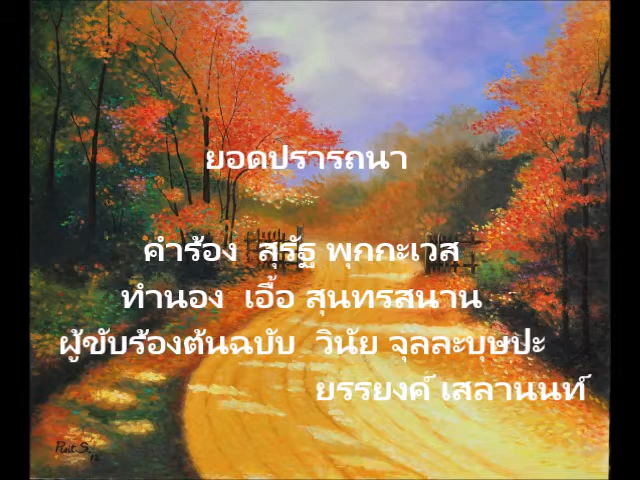 ยอดปรารถนา
คำร้อง สุรัฐ พุกกะเวส
ทำนอง เอื้อ สุนทรสนาน
ผู้ขับร้องต้นฉบับ วินัย จุลละบุษปะ
ยรรยงค์ เสลานนท์